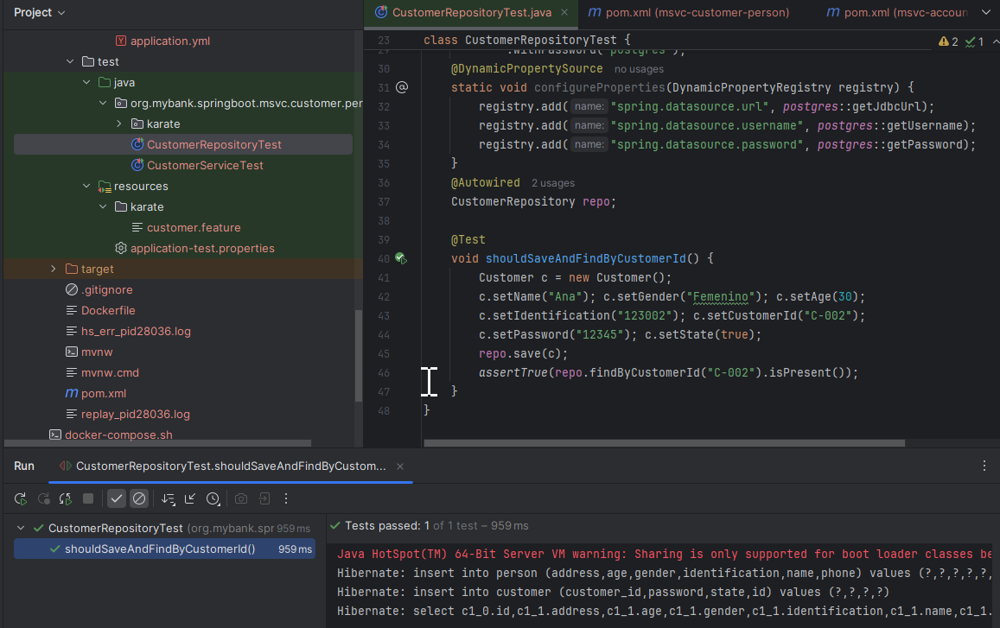 Project
CustomerRepositoryTest.java
pom.xml (msvc-customer-person)
pom.xml (msvc-accoun
application.yml
test
java
org.mybank.springboot.msvc.customer.per
karate
CustomerRepositoryTest
CustomerServiceTest
resources
karate
customer.feature
application-test.properties
target
.gitignore
Dockerfile
hs_err_pid28036.log
mvnw
mvnw.cmd
pom.xml
replay_pid28036.log
docker-compose.sh
23 class CustomerRepositoryTest {
2 1
29 .withPassword("postgres");
30 @DynamicPropertySource no usages
31 static void configureProperties(DynamicPropertyRegistry registry) {
32 registry.add( name: "spring.datasource.url", postgres::getJdbcUrl);
33 registry.add( name: "spring.datasource.username", postgres::getUsername);
34 registry.add( name: "spring.datasource.password", postgres::getPassword);
35 }
36 @Autowired 2 usages
37 CustomerRepository repo;
38
39 @Test
40 void shouldSaveAndFindByCustomerId() {
41 Customer c = new Customer();
42 c.setName("Ana"); c.setGender("Femenino"); c.setAge(30);
43 c.setIdentification("123002"); c.setCustomerId("C-002");
44 c.setPassword("12345"); c.setState(true);
45 repo.save(c);
46 assertTrue(repo.findByCustomerId("C-002").isPresent());
47 }
48 }
Run
CustomerRepositoryTest.shouldSaveAndFindByCustom...
CustomerRepositoryTest (org.mybank.spr 959 ms
shouldSaveAndFindByCustomerId() 959 ms
Tests passed: 1 of 1 test – 959 ms
Java HotSpot(TM) 64-Bit Server VM warning: Sharing is only supported for boot loader classes be
Hibernate: insert into person (address,age,gender,identification,name,phone) values (?,?,?,?,?,
Hibernate: insert into customer (customer_id,password,state,id) values (?,?,?,?)
Hibernate: select c1_0.id,c1_1.address,c1_1.age,c1_1.gender,c1_1.identification,c1_1.name,c1_1.